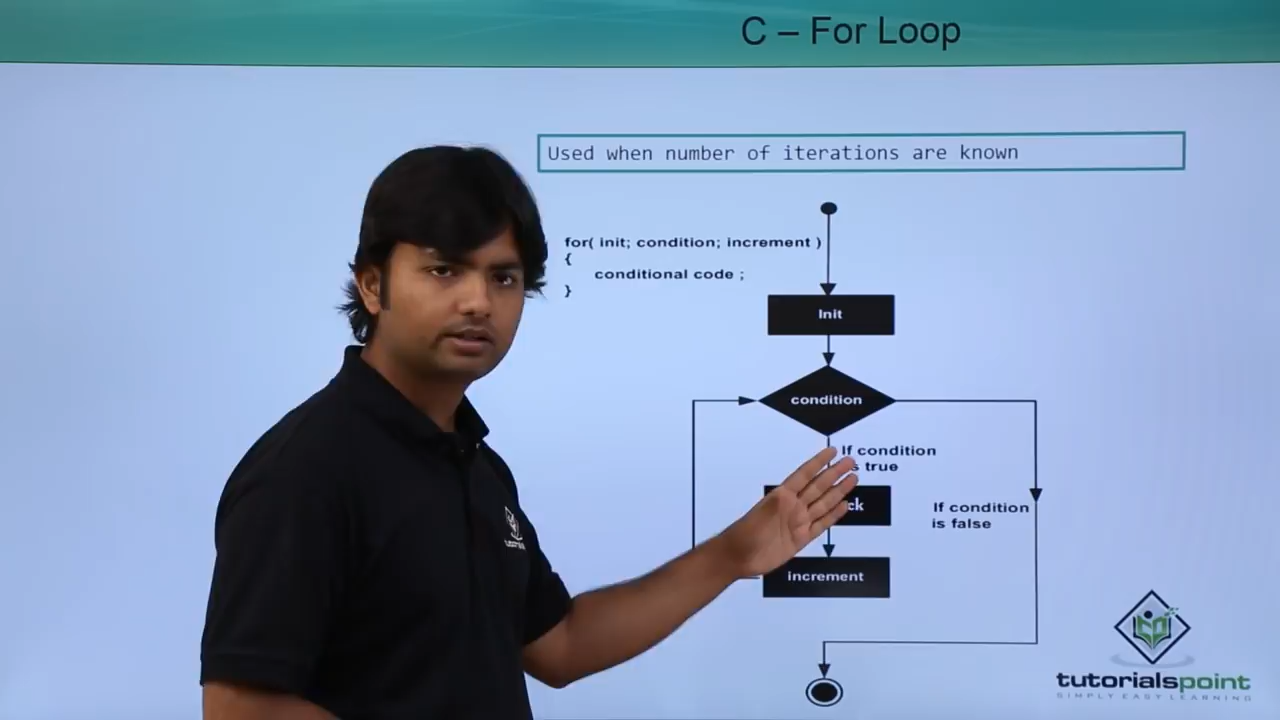 C – For Loop
Used when number of iterations are known
for( init; condition; increment )
{
conditional code ;
}
Init
condition
If condition
true
If condition
is false
increment
tutorialspoint
SIMPLY EASY LEARNING